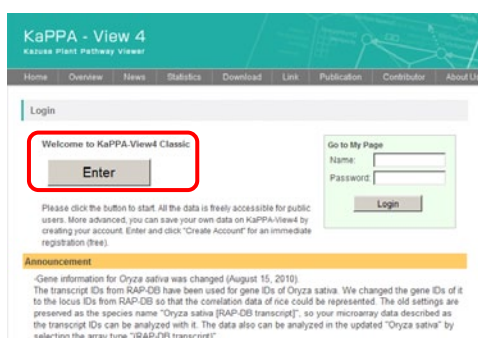 KaPPA - View 4
Kazusa Plant Pathway Viewer
Home Overview News Statistics Download Link Publication Contributor About Us
Login
Welcome to KaPPA-View4 Classic
Enter
Go to My Page
Name:
Password:
Login
Please click the button to start. All the data is freely accessible for public
users. More advanced, you can save your own data on KaPPA-View4 by
creating your account. Enter and click "Create Account" for an immediate
registration (free).
Announcement
-Gene information for Oryza sativa was changed (August 15, 2010).
The transcript IDs from RAP-DB have been used for gene IDs of Oryza sativa. We changed the gene IDs of it
to the locus IDs from RAP-DB so that the correlation data of rice could be represented. The old settings are
preserved as the species name "Oryza sativa [RAP-DB transcript]", so your microarray data described as
the transcript IDs can be analyzed with it. The data also can be analyzed in the updated "Oryza sativa" by
selecting the array type "(RAP-DB transcript)"